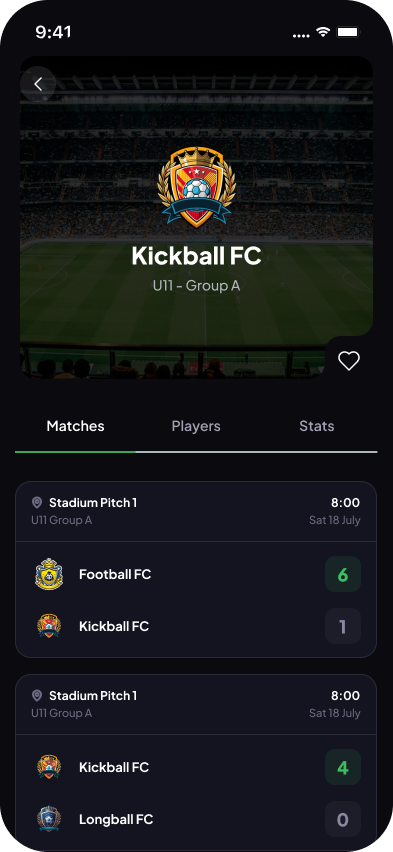 9:41
Kickball FC
U11 - Group A
Matches Players Stats
Stadium Pitch 1 8:00
U11 Group A Sat 18 July
Football FC 6
Kickball FC 1
Stadium Pitch 1 8:00
U11 Group A Sat 18 July
Kickball FC 4
Longball FC 0